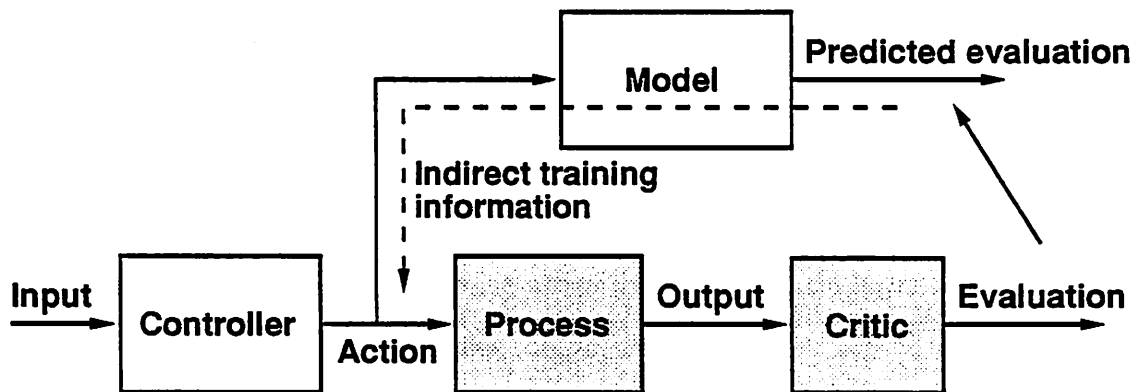 Predicted evaluation
Model
Indirect training
information
Input
Controller
Action
Process
Output
Critic
Evaluation